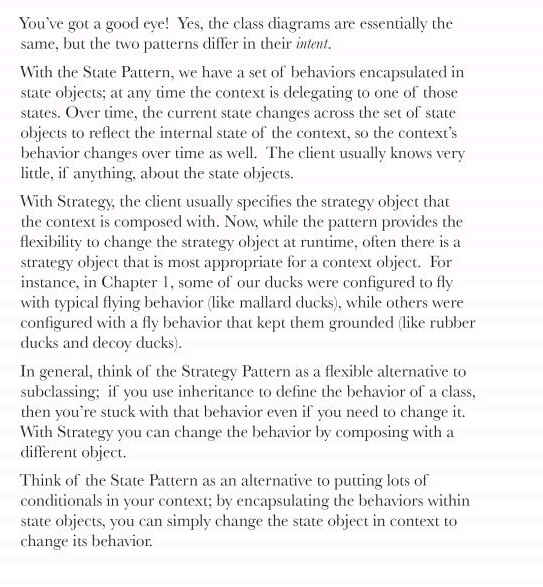 You've got a good eye!  Yes, the class diagrams are essentially the
same, but the two patterns differ in their intent.
With the State Pattern, we have a set of behaviors encapsulated in
state objects; at any time the context is delegating to one of those
states. Over time, the current state changes across the set of state
objects to reflect the internal state of the context, so the context's
behavior changes over time as well.  The client usually knows very
little, if anything, about the state objects.
With Strategy, the client usually specifies the strategy object that
the context is composed with. Now, while the pattern provides the
flexibility to change the strategy object at runtime, often there is a
strategy object that is most appropriate for a context object.  For
instance, in Chapter 1, some of our ducks were configured to fly
with typical flying behavior (like mallard ducks), while others were
configured with a fly behavior that kept them grounded (like rubber
ducks and decoy ducks).
In general, think of the Strategy Pattern as a flexible alternative to
subclassing;  if you use inheritance to define the behavior of a class,
then you're stuck with that behavior even if you need to change it.
With Strategy you can change the behavior by composing with a
different object.
Think of the State Pattern as an alternative to putting lots of
conditionals in your context; by encapsulating the behaviors within
state objects, you can simply change the state object in context to
change its behavior.